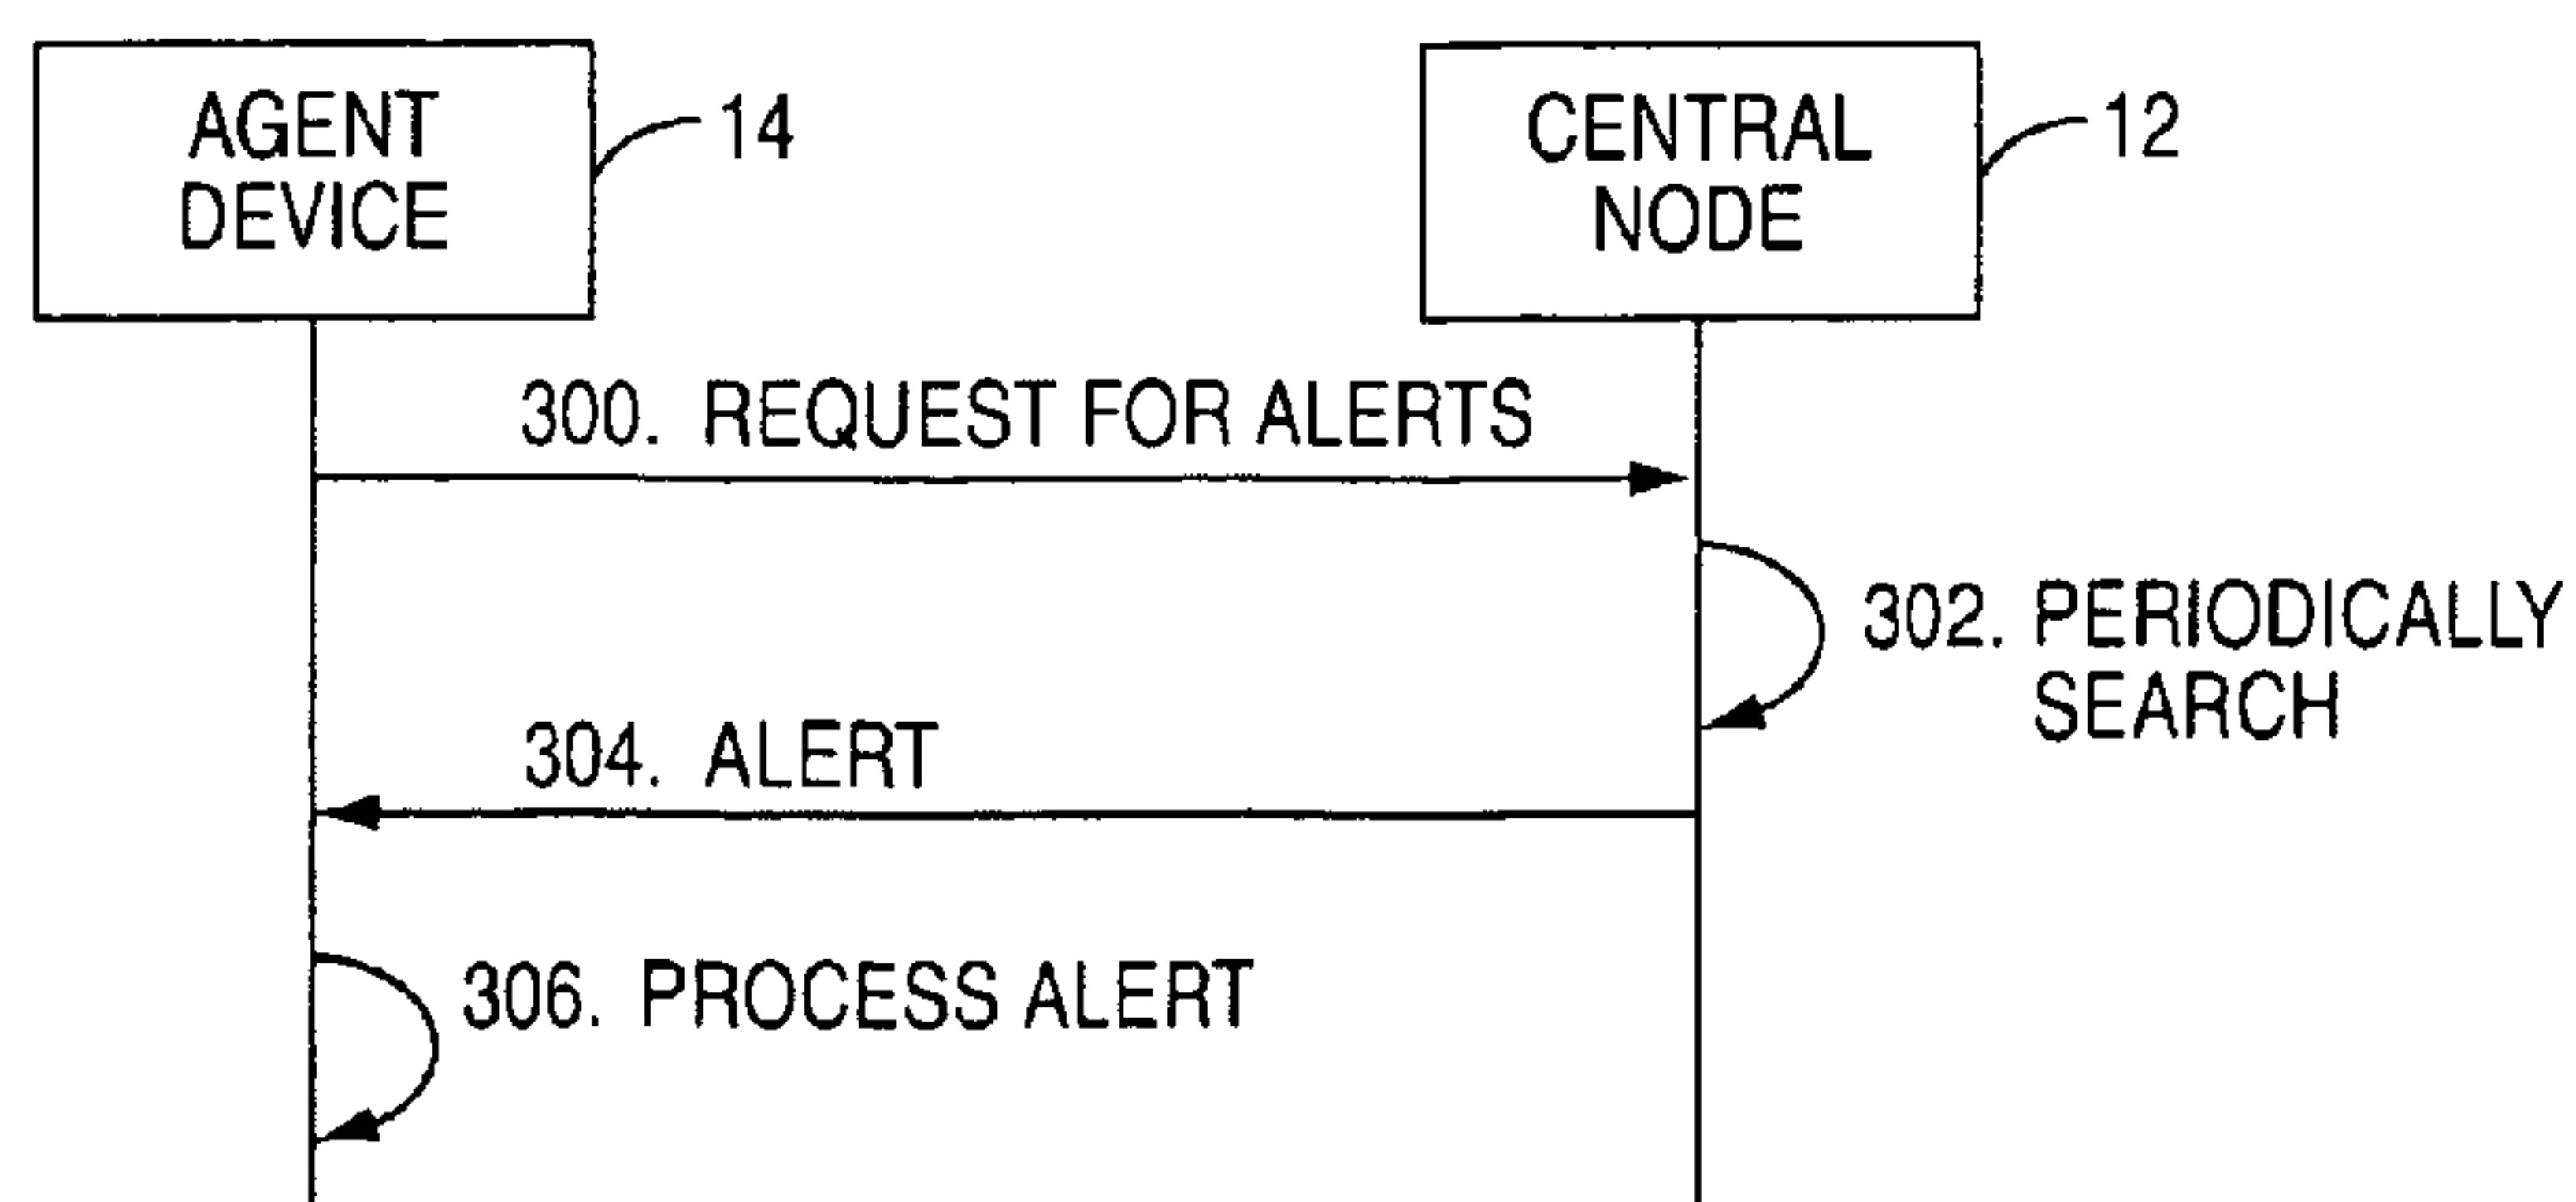 AGENT
DEVICE
14
CENTRAL
NODE
12
300. REQUEST FOR ALERTS
302. PERIODICALLY
SEARCH
304. ALERT
306. PROCESS ALERT